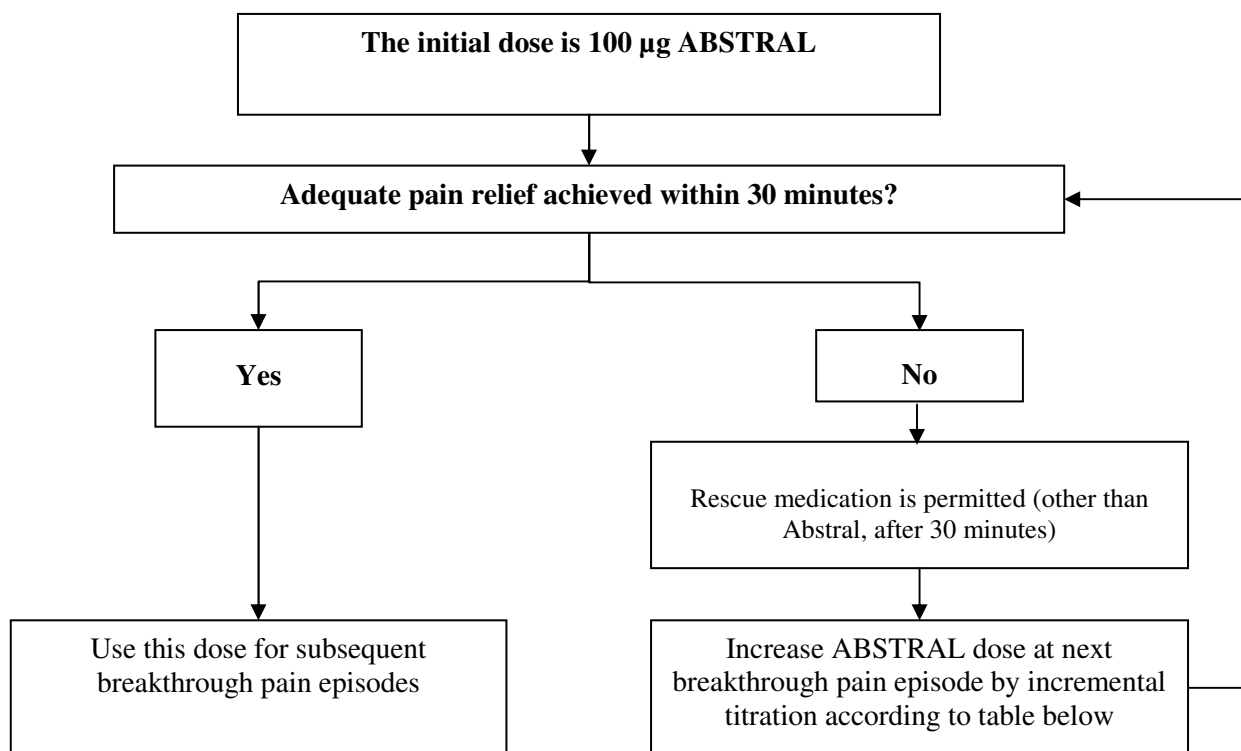 The initial dose is 100 µg ABSTRAL
Adequate pain relief achieved within 30 minutes?
Yes
No
Rescue medication is permitted (other than
Abstral, after 30 minutes)
Use this dose for subsequent
breakthrough pain episodes
Increase ABSTRAL dose at next
breakthrough pain episode by incremental
titration according to table below